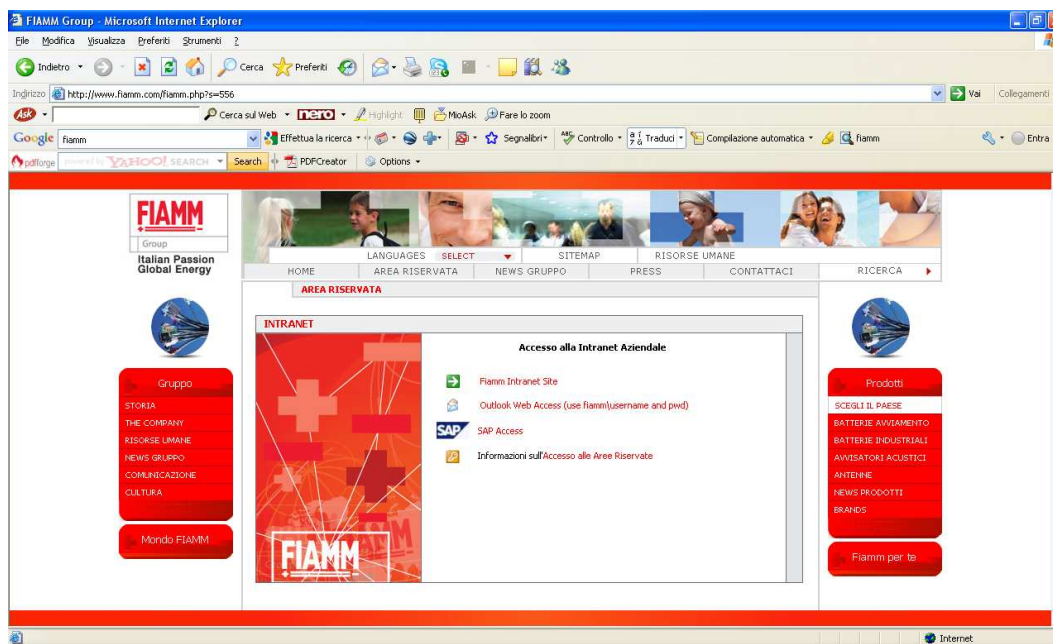 FIAMM Group - Microsoft Internet Explorer
File Modifica Visualizza Preferiti Strumenti ?
Indietro Cerca Preferiti
Indirizzo http://www.fiamm.com/fiamm.php?s=556 Vai Collegamenti
ASK Cerca sul Web nero Highlight MioAsk Fare lo zoom
Google fiamm Effettua la ricerca Segnalibri ABC Controllo Traduci Compilazione automatica fiamm Entra
pdfforge powered by YAHOO! SEARCH Search PDFCreator Options
FIAMM
Group
Italian Passion
Global Energy
LANGUAGES SELECT SITEMAP RISORSE UMANE
HOME AREA RISERVATA NEWS GRUPPO PRESS CONTATTACI RICERCA
AREA RISERVATA
INTRANET
Accesso alla Intranet Aziendale
Fiamm Intranet Site
Outlook Web Access (use fiamm\username and pwd)
SAP SAP Access
Informazioni sull'Accesso alle Aree Riservate
FIAMM
Gruppo
STORIA
THE COMPANY
RISORSE UMANE
NEWS GRUPPO
COMUNICAZIONE
CULTURA
Mondo FIAMM
Prodotti
SCEGLI IL PAESE
BATTERIE AVVIAMENTO
BATTERIE INDUSTRIALI
AVVISATORI ACUSTICI
ANTENNE
NEWS PRODOTTI
BRANDS
Fiamm per te
Internet